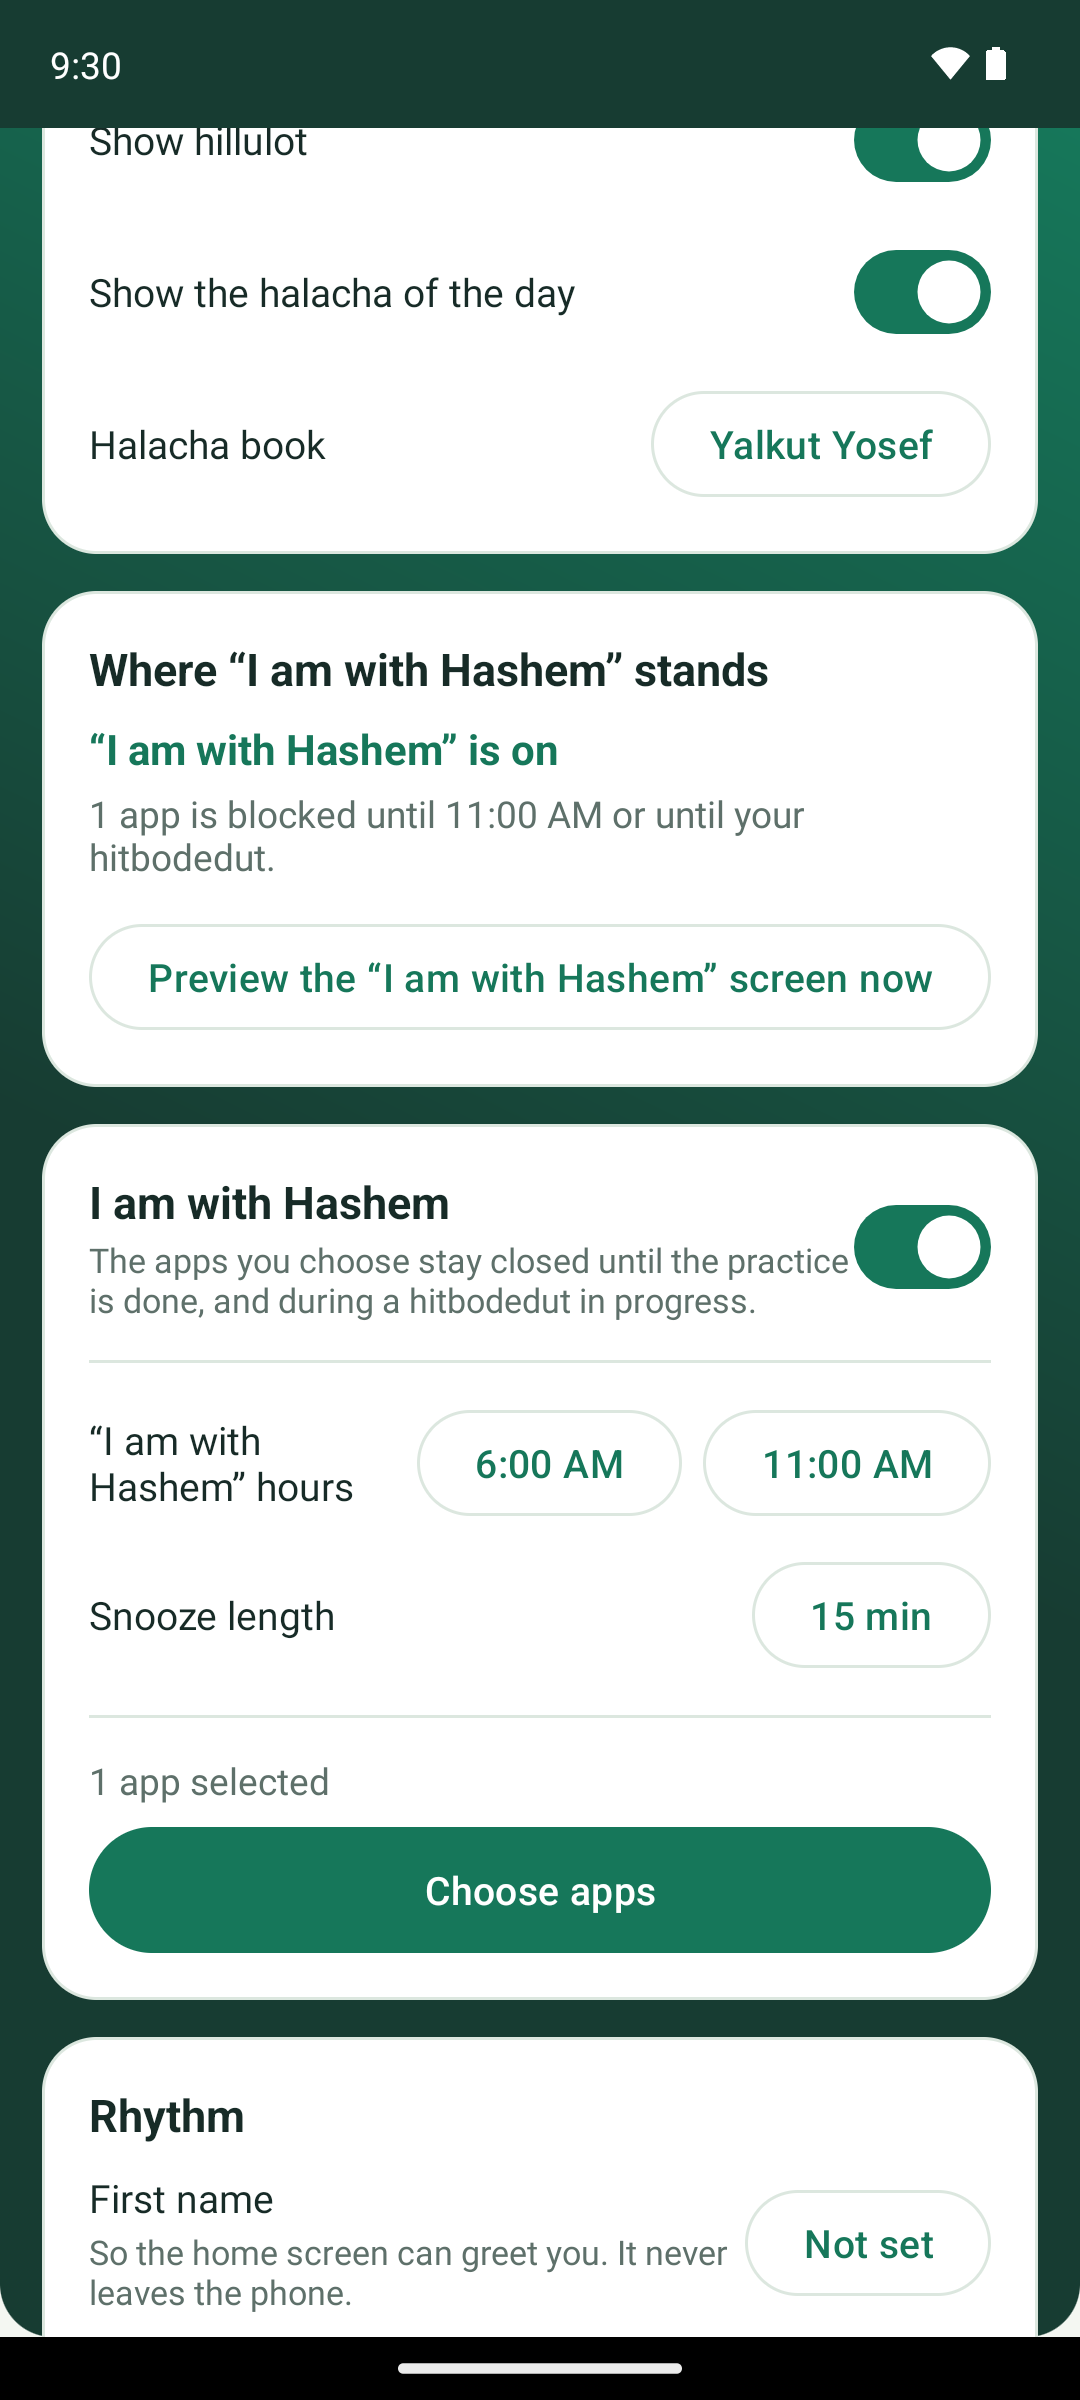 9:30
Show hillulot
Show the halacha of the day
Halacha book
Yalkut Yosef
Where “I am with Hashem” stands
“I am with Hashem” is on
1 app is blocked until 11:00 AM or until your
hitbodedut.
Preview the “I am with Hashem” screen now
I am with Hashem
The apps you choose stay closed until the practice
is done, and during a hitbodedut in progress.
“I am with
Hashem” hours
6:00 AM
11:00 AM
Snooze length
15 min
1 app selected
Choose apps
Rhythm
First name
So the home screen can greet you. It never
leaves the phone.
Not set